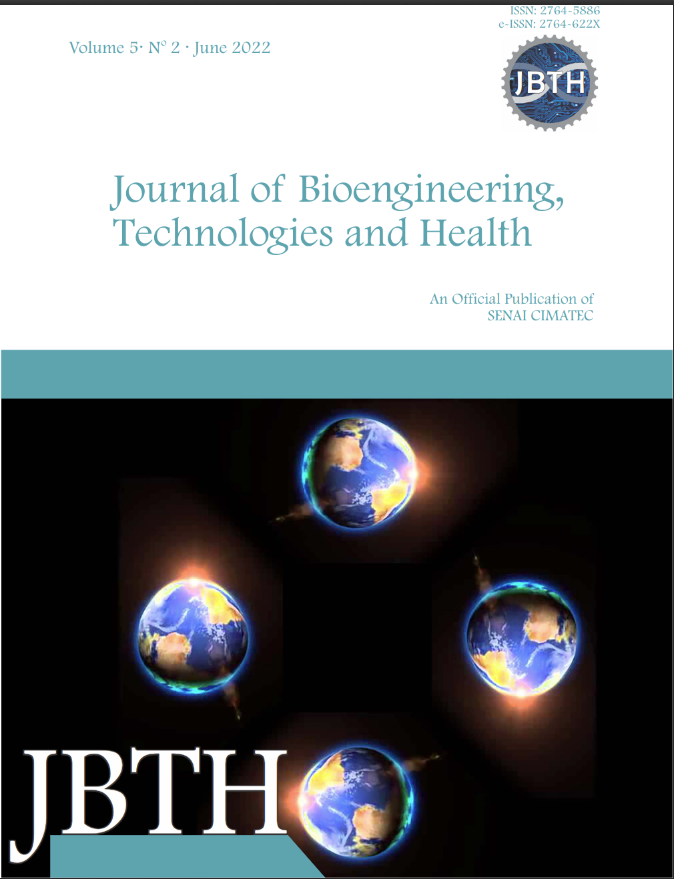 ISSN: 2764-5886
e-ISSN: 2764-622X
Volume 5· Nº 2 · June 2022
JBTH
Journal of Bioengineering,
Technologies and Health
An Official Publication of
SENAI CIMATEC
JBTH